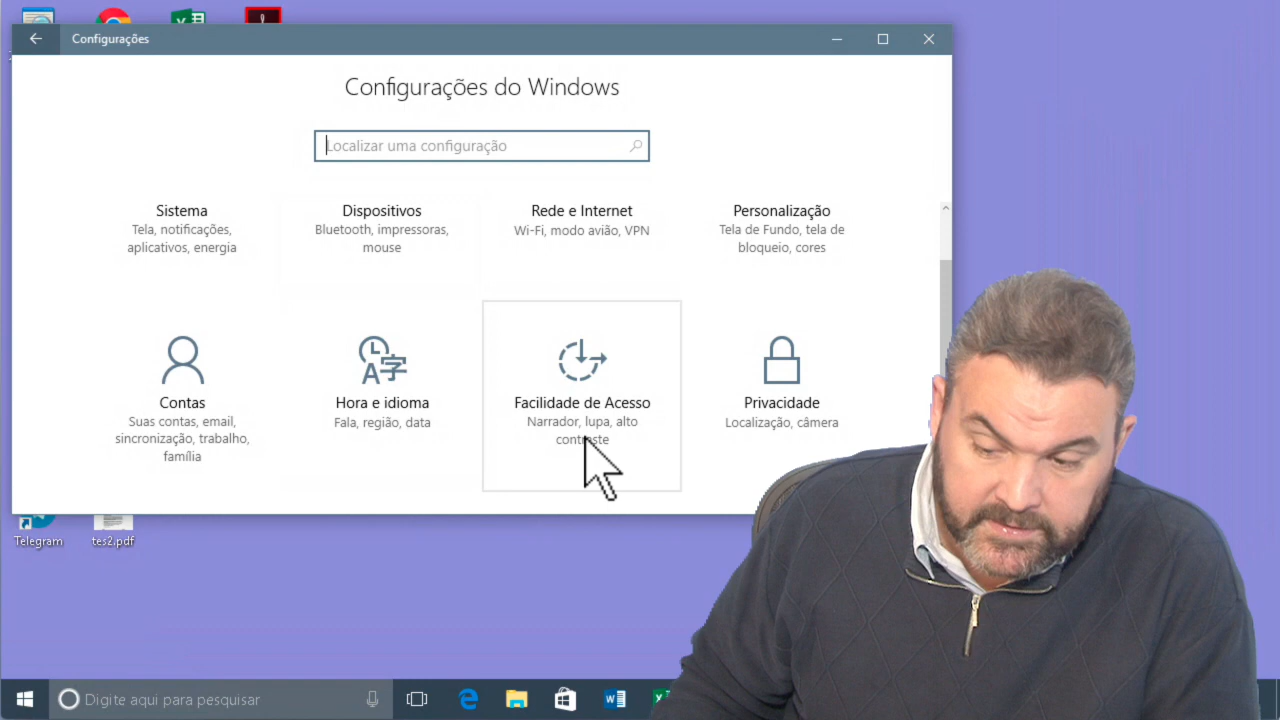 Configurações
Configurações do Windows
Localizar uma configuração
Sistema
Tela, notificações,
aplicativos, energia
Dispositivos
Bluetooth, impressoras,
mouse
Rede e Internet
Wi-Fi, modo avião, VPN
Personalização
Tela de Fundo, tela de
bloqueio, cores
Contas
Suas contas, email,
sincronização, trabalho,
família
Hora e idioma
Fala, região, data
Facilidade de Acesso
Narrador, lupa, alto
contraste
Privacidade
Localização, câmera
Telegram
tes2.pdf
Digite aqui para pesquisar